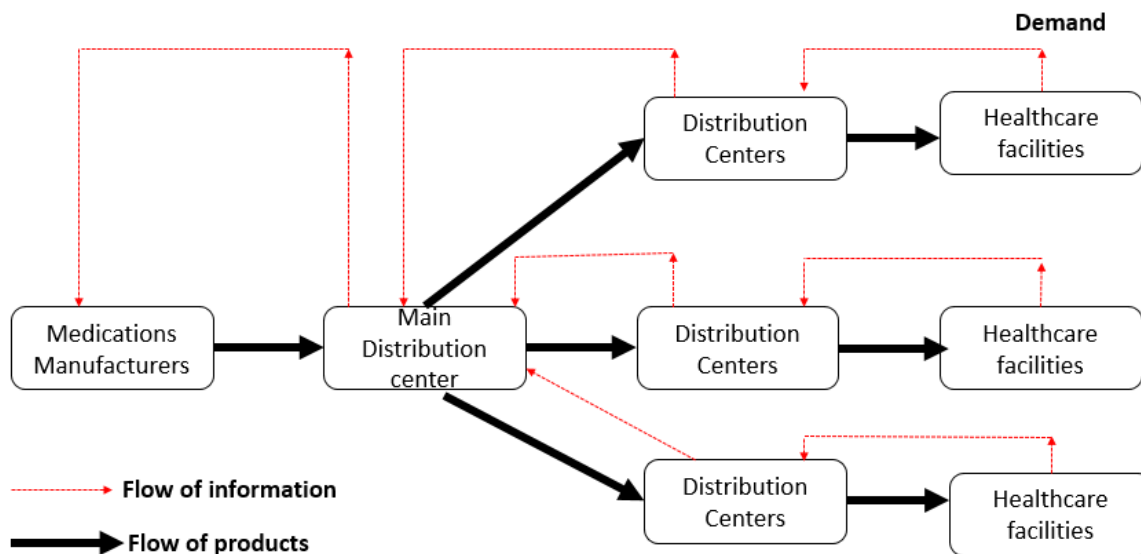 Demand
Distribution
Centers
Healthcare
facilities
Medications
Manufacturers
Main
Distribution
center
Distribution
Centers
Healthcare
facilities
Distribution
Centers
Healthcare
facilities
Flow of information
Flow of products